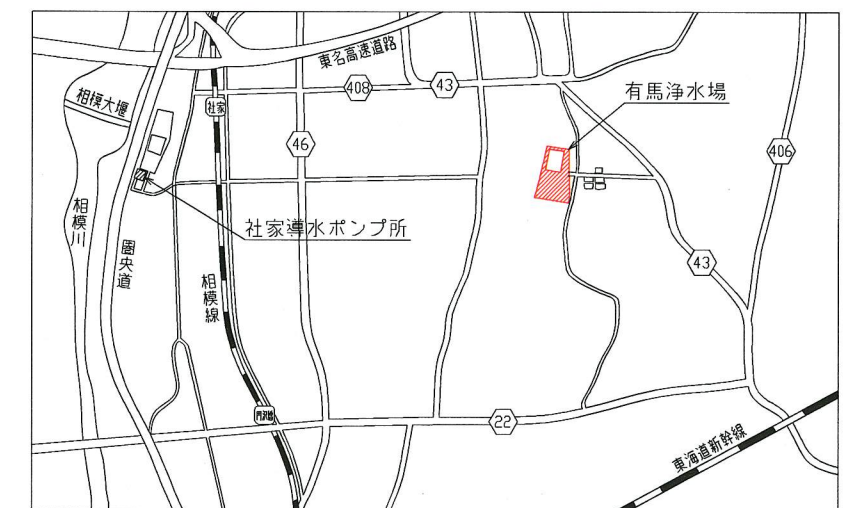 東名高速道路
有馬浄水場
43
408
相模大堰
社家
46
406
社家導水ポンプ所
相模川
圏央道
相模線
43
門沢橋
22
東海道新幹線